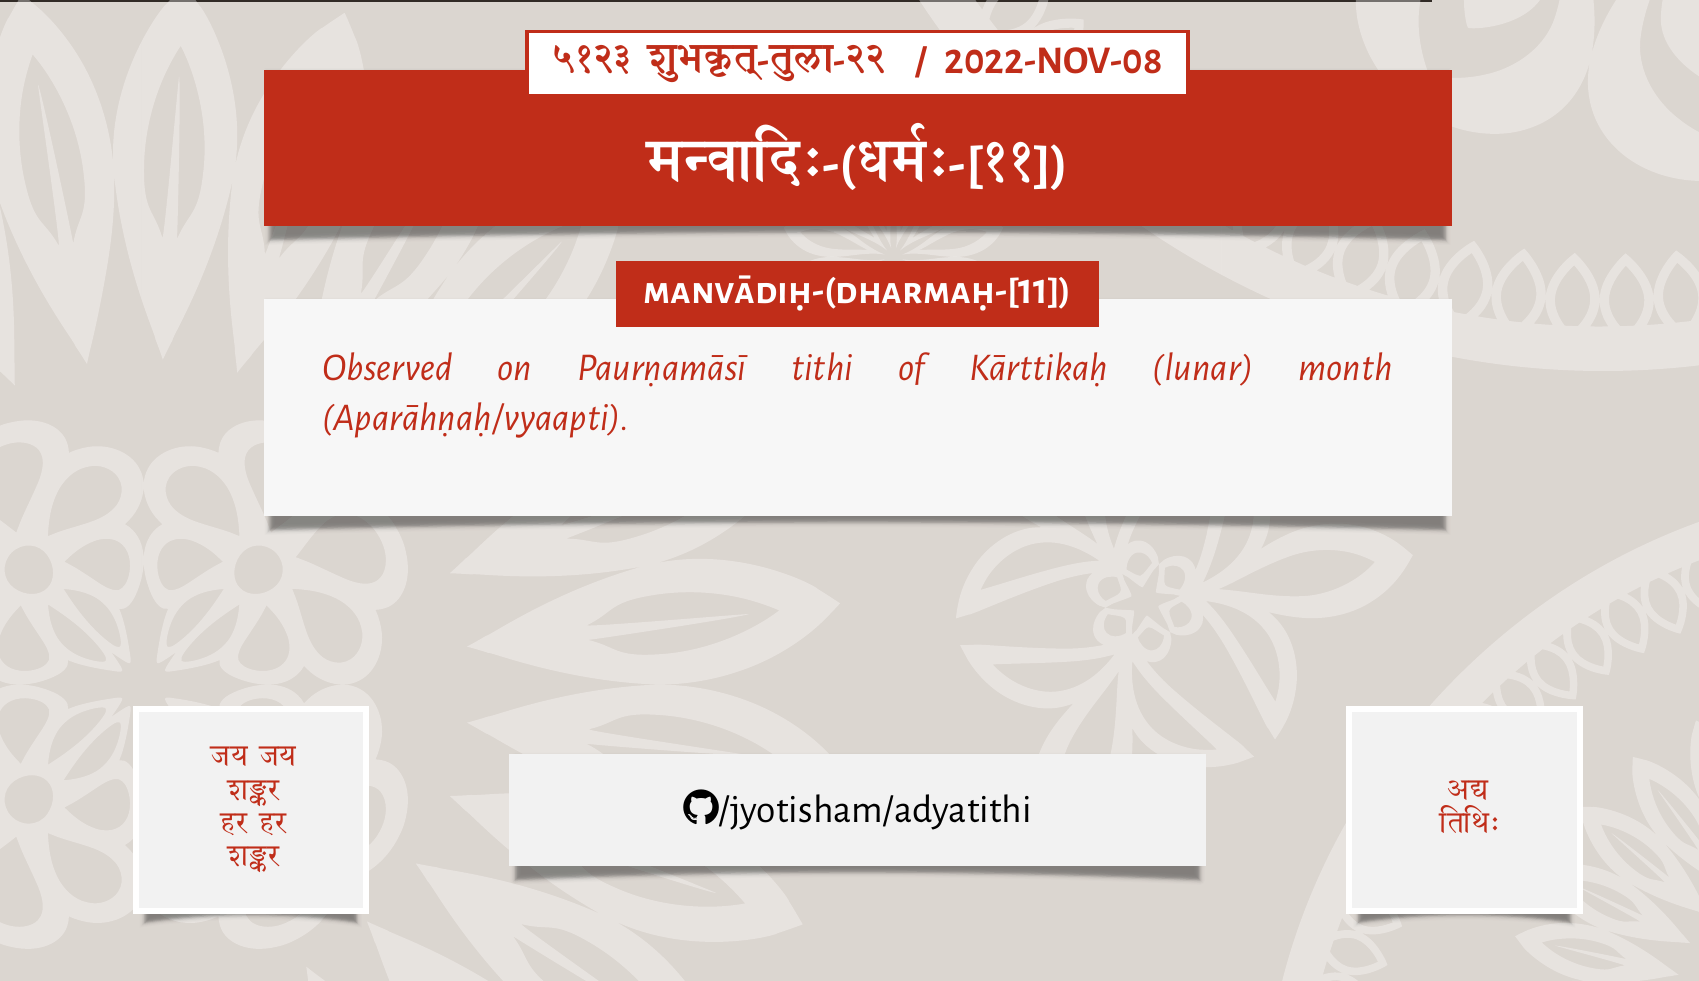 ५१२३ शुभकृत्-तुला-२२ / 2022-NOV-08
मन्वादिः-(धर्मः-[११])
MANVĀDIḤ-(DHARMAḤ-[11])
Observed on Paurṇamāsī tithi of Kārttikaḥ (lunar) month
(Aparāhṇaḥ/vyaapti).
जय जय
शङ्कर
हर हर
शङ्कर
/jyotisham/adyatithi
अद्य
तिथिः